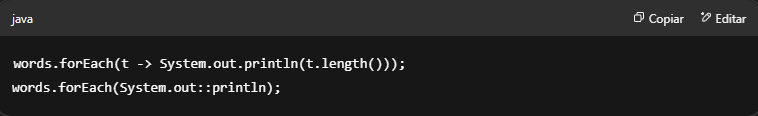 java Copiar Editar
words.forEach(t -> System.out.println(t.length()));
words.forEach(System.out::println);